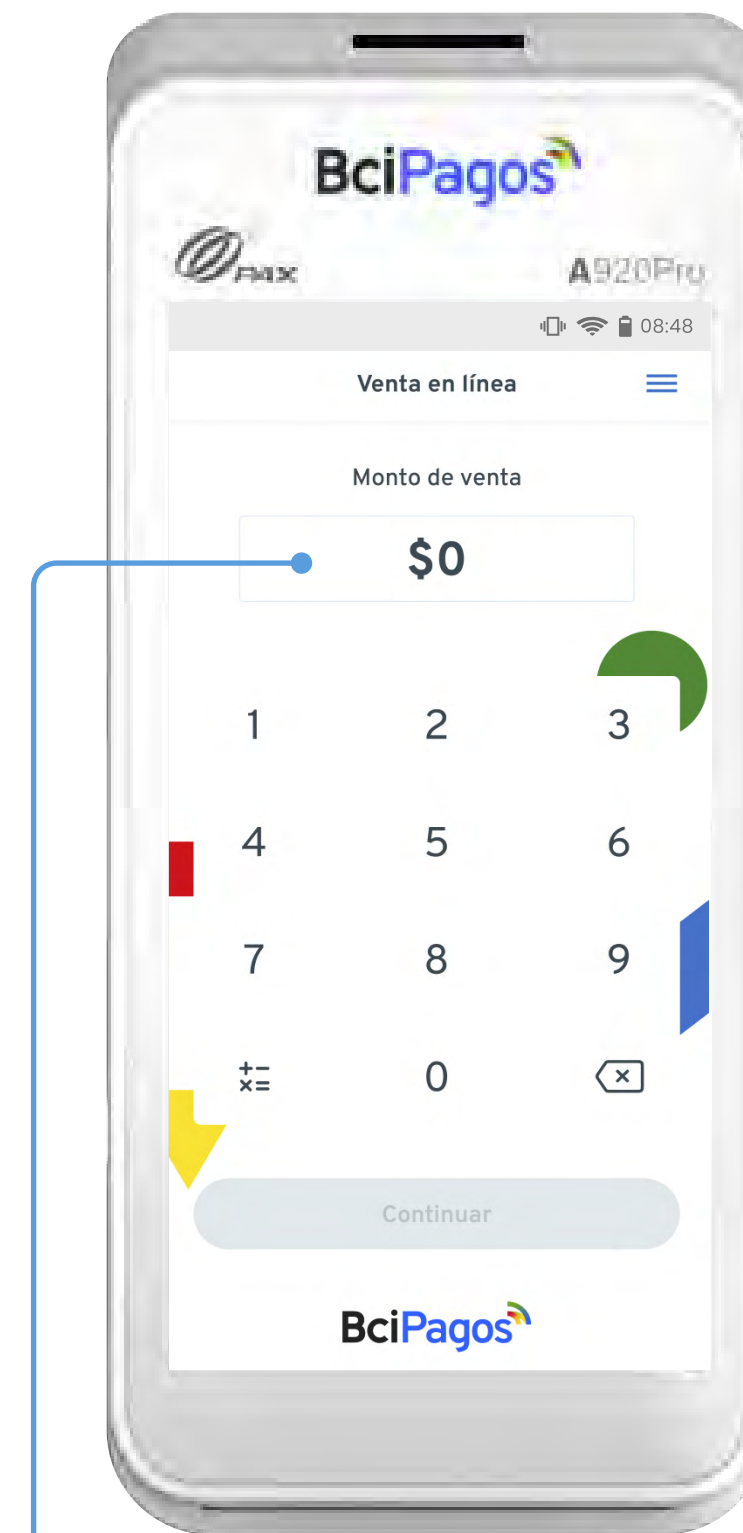 BciPagos
PAX A920Pro
08:48
Venta en línea
Monto de venta
$0
1 2 3
4 5 6
7 8 9
+−
×= 0 ×
Continuar
BciPagos